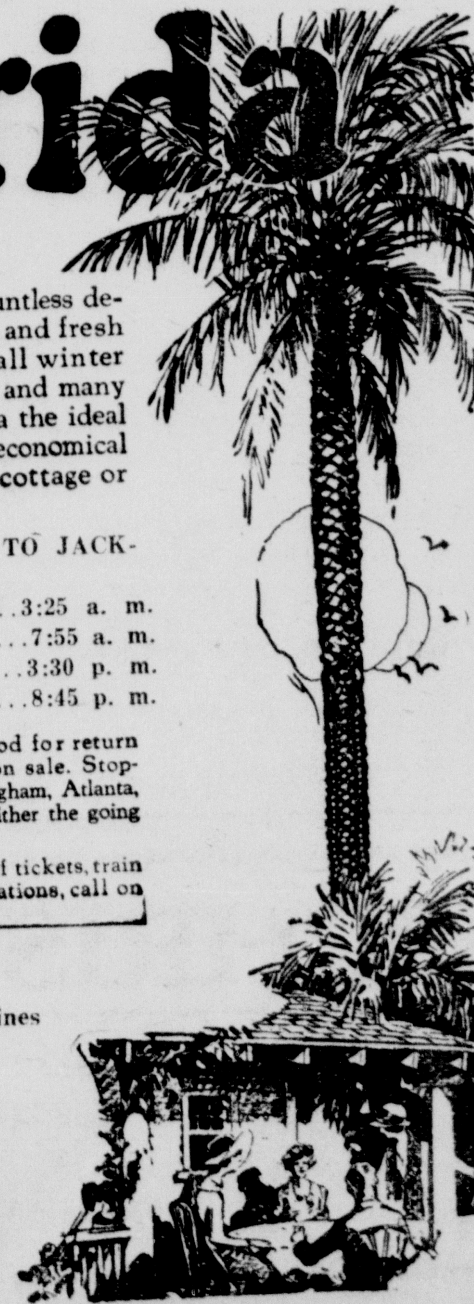 rida
untless de-
and fresh
all winter
and many
a the ideal
economical
cottage or
TO JACK-
..3:25 a. m.
...7:55 a. m.
...3:30 p. m.
...8:45 p. m.
od for return
on sale. Stop-
gham, Atlanta,
ither the going
f tickets, train
ations, call on
ines